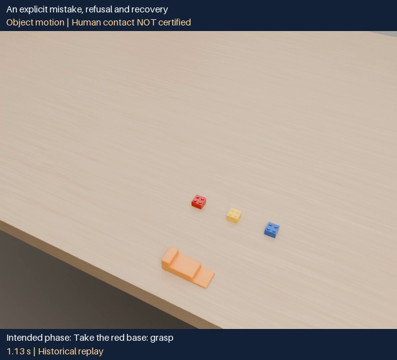 An explicit mistake, refusal and recovery
Object motion | Human contact NOT certified
Intended phase: Take the red base: grasp
1.13 s | Historical replay